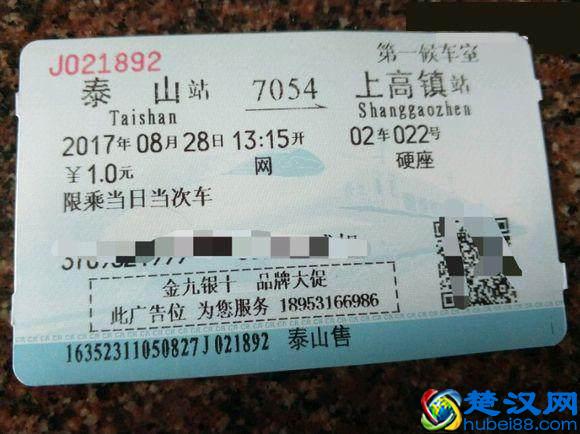 J021892 第一候车室
泰山站 7054 上高镇站
Taishan Shanggaozhen
2017年08月28日13:15开 02车022号
¥1.0元 网 硬座
限乘当日当次车
金九银十 品牌大促
此广告位 为您服务 18953166986
16352311050827J021892 泰山售
楚汉网
hubei88.com